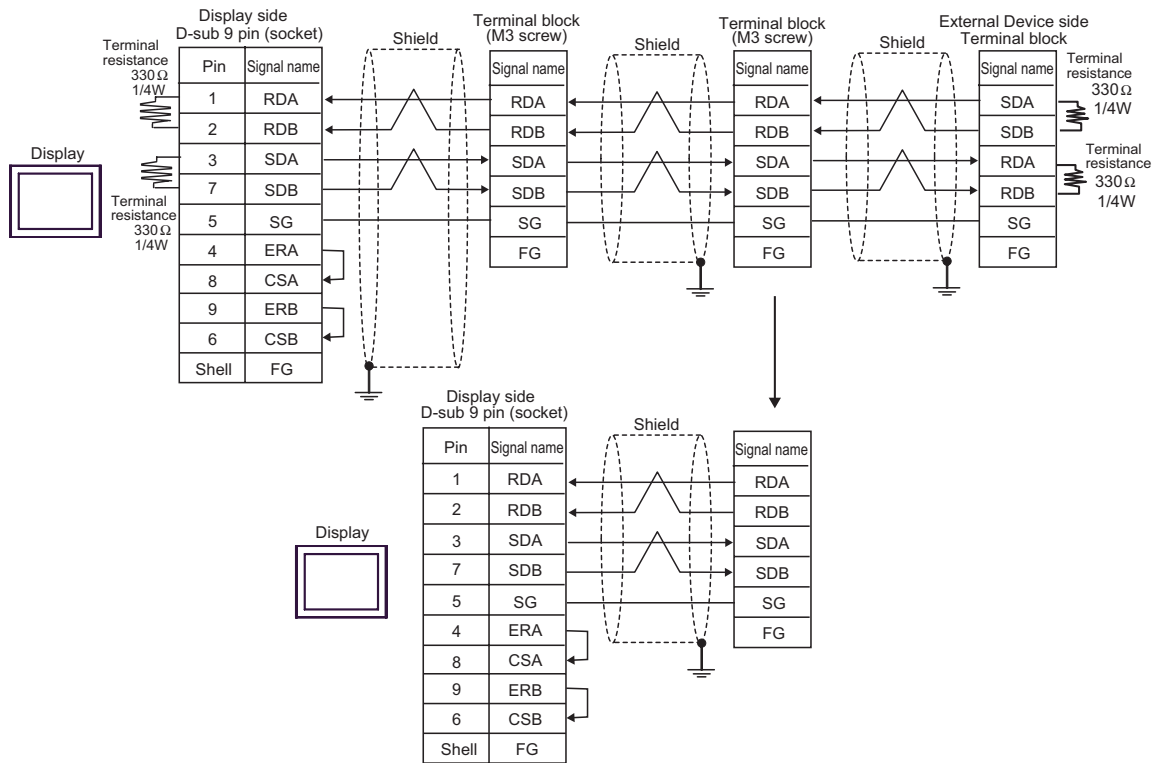 Display side
D-sub 9 pin (socket)
Terminal
resistance
330Ω
1/4W
Shield
Terminal block
(M3 screw)
Shield
Terminal block
(M3 screw)
Shield
External Device side
Terminal block
Terminal
resistance
330Ω
1/4W
Pin Signal name
1 RDA
2 RDB
3 SDA
7 SDB
5 SG
4 ERA
8 CSA
9 ERB
6 CSB
Shell FG
Display
Terminal
resistance
330Ω
1/4W
Signal name
RDA
RDB
SDA
SDB
SG
FG
Signal name
RDA
RDB
SDA
SDB
SG
FG
Signal name
SDA
SDB
RDA
RDB
SG
FG
Terminal
resistance
330Ω
1/4W
Display side
D-sub 9 pin (socket)
Shield
Pin Signal name
1 RDA
2 RDB
3 SDA
7 SDB
5 SG
4 ERA
8 CSA
9 ERB
6 CSB
Shell FG
Display
Signal name
RDA
RDB
SDA
SDB
SG
FG